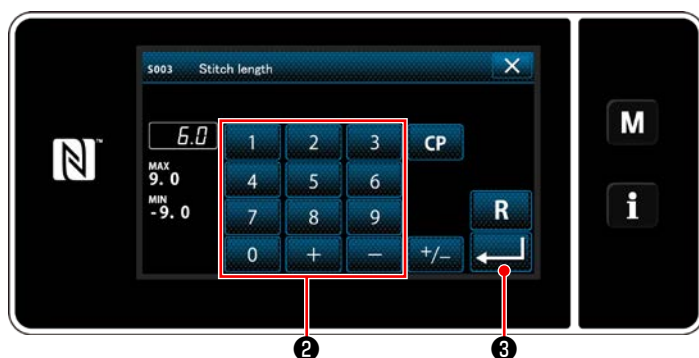 S003 Stitch length ×
6.0 1 2 3 CP
MAX
9.0 4 5 6
MIN
-9.0 7 8 9 R
0 + − +/−
N ™
M
i
❷ ❸